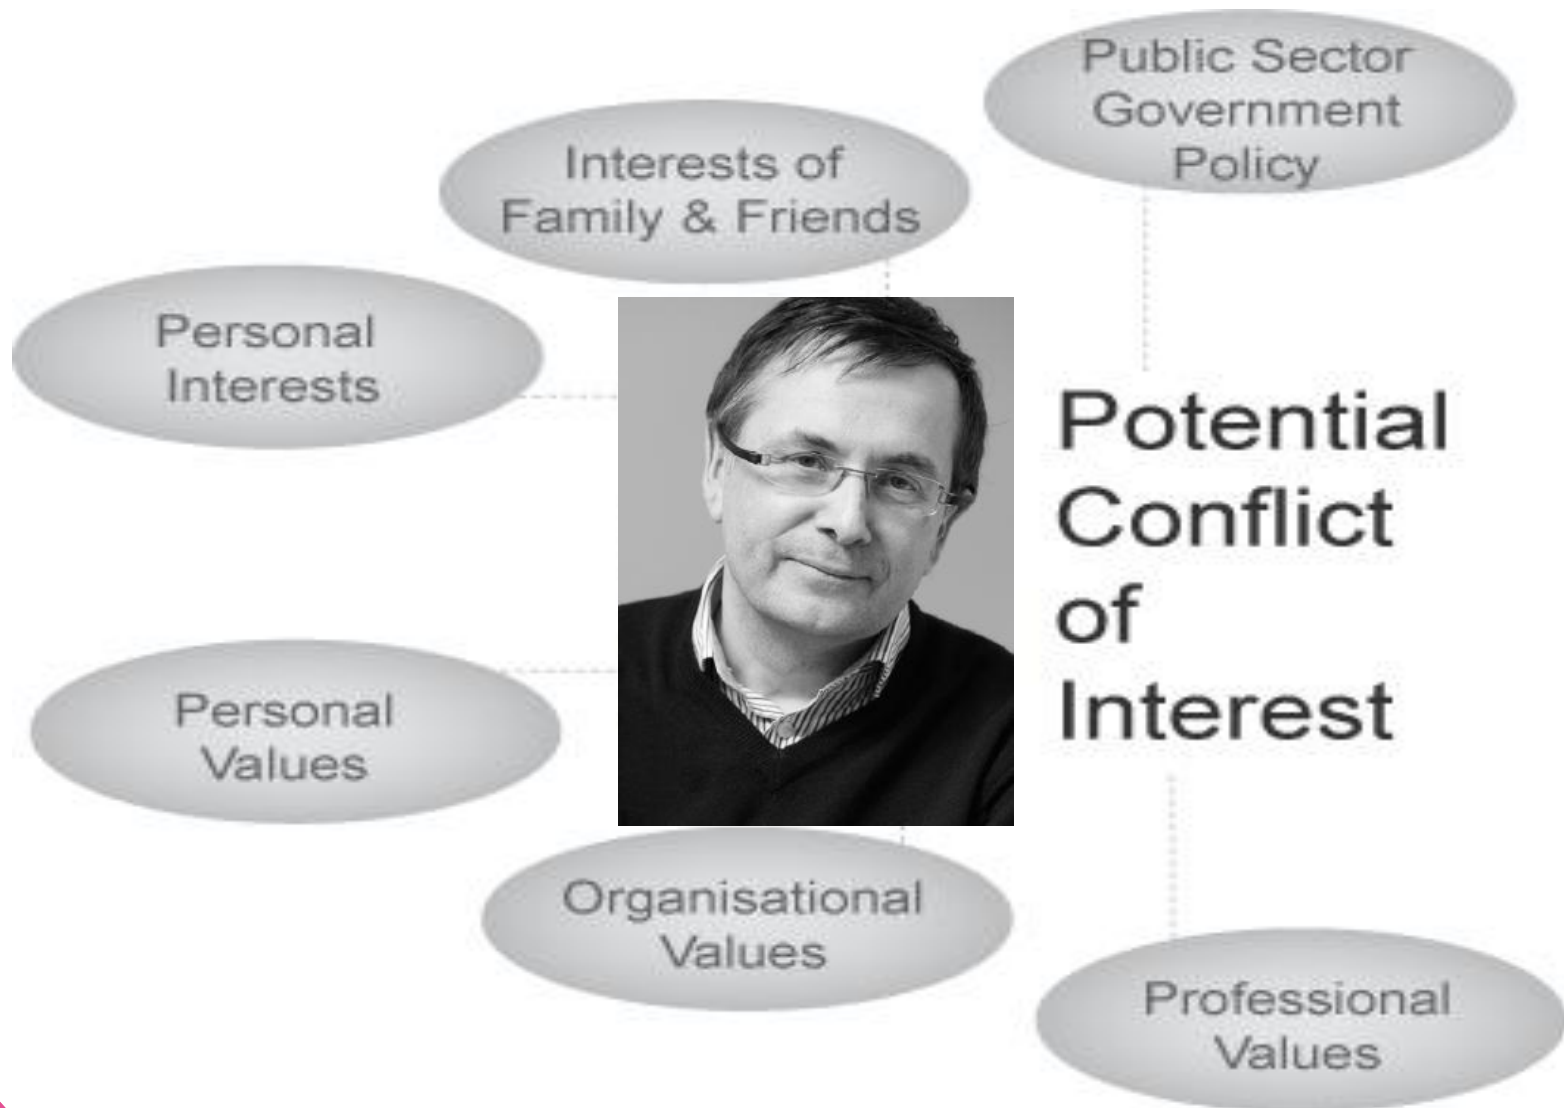 Public Sector
Government
Policy
Interests of
Family & Friends
Personal
Interests
Potential
Conflict
of
Interest
Personal
Values
Organisational
Values
Professional
Values